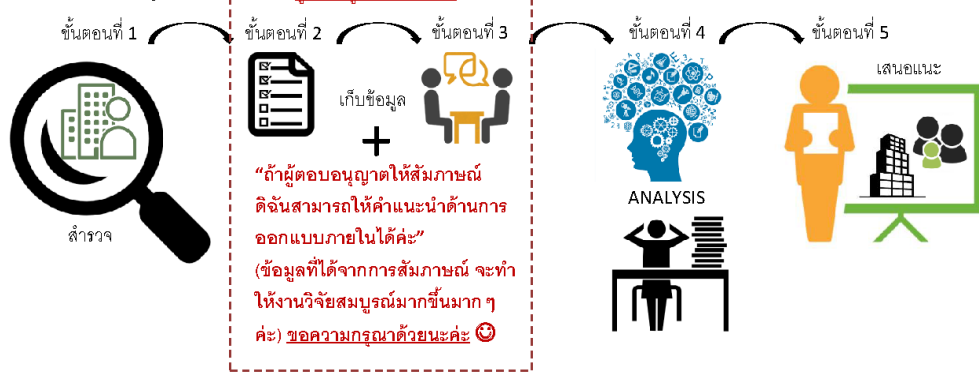 ขั้นตอนที่ 1
ขั้นตอนที่ 2
ขั้นตอนที่ 3
ขั้นตอนที่ 4
ขั้นตอนที่ 5
สำรวจ
เก็บข้อมูล
+
“ถ้าผู้ตอบอนุญาตให้สัมภาษณ์
ดิฉันสามารถให้คำแนะนำด้านการ
ออกแบบภายในได้ค่ะ”
(ข้อมูลที่ได้จากการสัมภาษณ์ จะทำ
ให้งานวิจัยสมบูรณ์มากขึ้นมาก ๆ
ค่ะ) ขอความกรุณาด้วยนะค่ะ ☺
ANALYSIS
เสนอแนะ